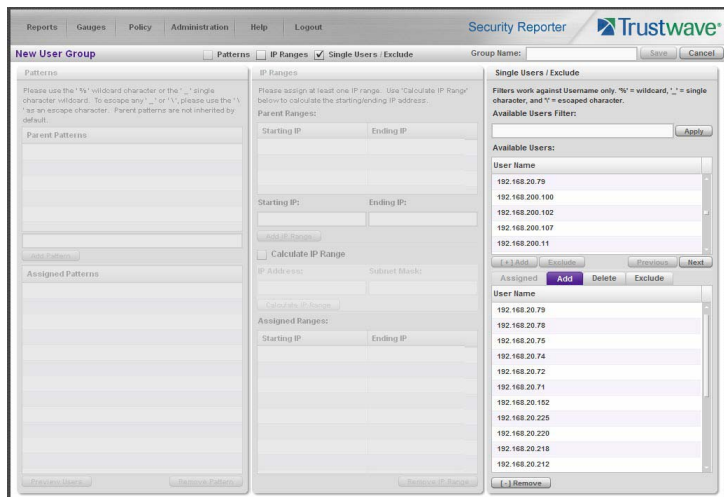 Reports Gauges Policy Administration Help Logout
Security Reporter
Trustwave®
New User Group
Patterns
IP Ranges
Single Users / Exclude
Group Name:
Save
Cancel
Patterns
Please use the '%' wildcard character or the '_' single
character wildcard. To escape any '_' or '\', please use the '\
' as an escape character. Parent patterns are not inherited by
default.
Parent Patterns
Add Pattern
Assigned Patterns
Preview Users
Remove Pattern
IP Ranges
Please assign at least one IP range. Use 'Calculate IP Range'
below to calculate the starting/ending IP address.
Parent Ranges:
Starting IP Ending IP
Starting IP: Ending IP:
Add IP Range
Calculate IP Range
IP Address: Subnet Mask:
Calculate IP Range
Assigned Ranges:
Starting IP Ending IP
Remove IP Range
Single Users / Exclude
Filters work against Username only. '%' = wildcard, '_' = single
character, and '\' = escaped character.
Available Users Filter:
Apply
Available Users:
User Name
192.168.20.79
192.168.200.100
192.168.200.102
192.168.200.107
192.168.200.11
[+] Add Exclude Previous Next
Assigned Add Delete Exclude
User Name
192.168.20.79
192.168.20.78
192.168.20.75
192.168.20.74
192.168.20.72
192.168.20.71
192.168.20.152
192.168.20.225
192.168.20.220
192.168.20.218
192.168.20.212
[-] Remove